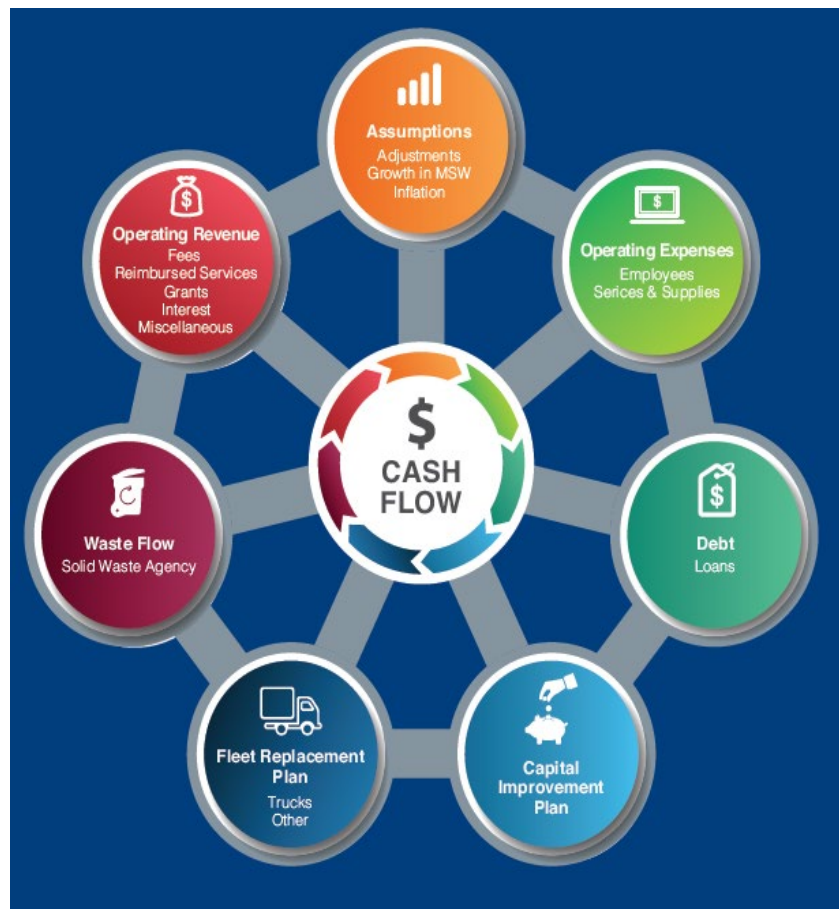 Assumptions
Adjustments
Growth in MSW
Inflation
$
Operating Expenses
Employees
Serices & Supplies
$
Debt
Loans
Capital
Improvement
Plan
Fleet Replacement
Plan
Trucks
Other
Waste Flow
Solid Waste Agency
$
Operating Revenue
Fees
Reimbursed Services
Grants
Interest
Miscellaneous
$
CASH
FLOW